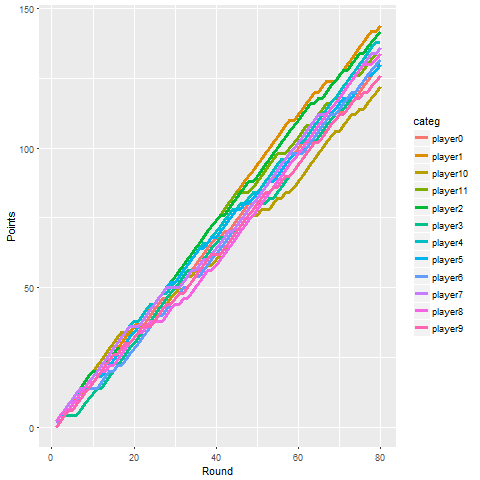 150
100
50
0
Points
0
20
40
60
80
Round
categ
player0
player1
player10
player11
player2
player3
player4
player5
player6
player7
player8
player9